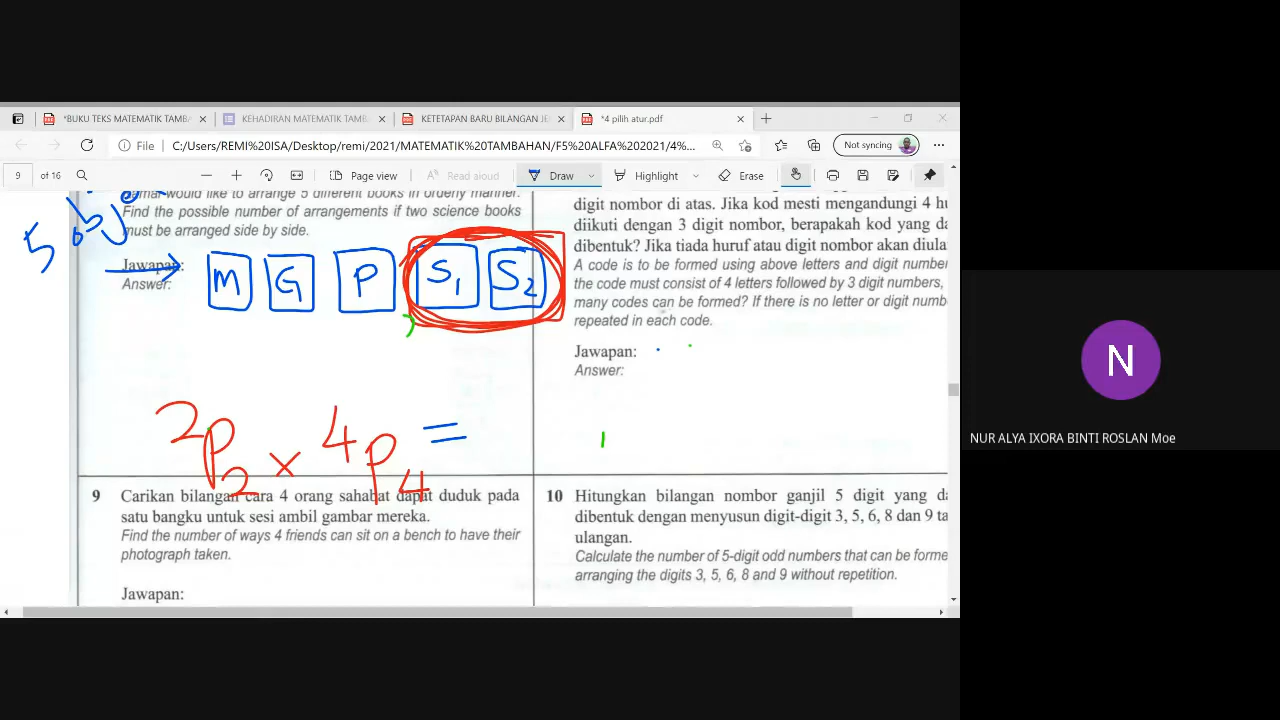 *BUKU TEKS MATEMATIK TAMBA
KEHADIRAN MATEMATIK TAMB
KETETAPAN BARU BILANGAN JE
*4 pilih atur.pdf
File
C:/Users/REMI%20ISA/Desktop/remi/2021/MATEMATIK%20TAMBAHAN/F5%20ALFA%202021/4%...
Not syncing
9 of 16
Page view
Read aloud
Draw
Highlight
Erase
would like to arrange 5 different books in orderly manner.
Find the possible number of arrangements if two science books
must be arranged side by side.
5 obj
Jawapan:
Answer:
M G P S1 S2
2P2 × 4P4 =
digit nombor di atas. Jika kod mesti mengandungi 4 hu
diikuti dengan 3 digit nombor, berapakah kod yang da
dibentuk? Jika tiada huruf atau digit nombor akan diula
A code is to be formed using above letters and digit number
the code must consist of 4 letters followed by 3 digit numbers,
many codes can be formed? If there is no letter or digit numb
repeated in each code.
Jawapan:
Answer:
9 Carikan bilangan cara 4 orang sahabat dapat duduk pada
satu bangku untuk sesi ambil gambar mereka.
Find the number of ways 4 friends can sit on a bench to have their
photograph taken.
Jawapan:
10 Hitungkan bilangan nombor ganjil 5 digit yang da
dibentuk dengan menyusun digit-digit 3, 5, 6, 8 dan 9 ta
ulangan.
Calculate the number of 5-digit odd numbers that can be forme
arranging the digits 3, 5, 6, 8 and 9 without repetition.
N
NUR ALYA IXORA BINTI ROSLAN Moe